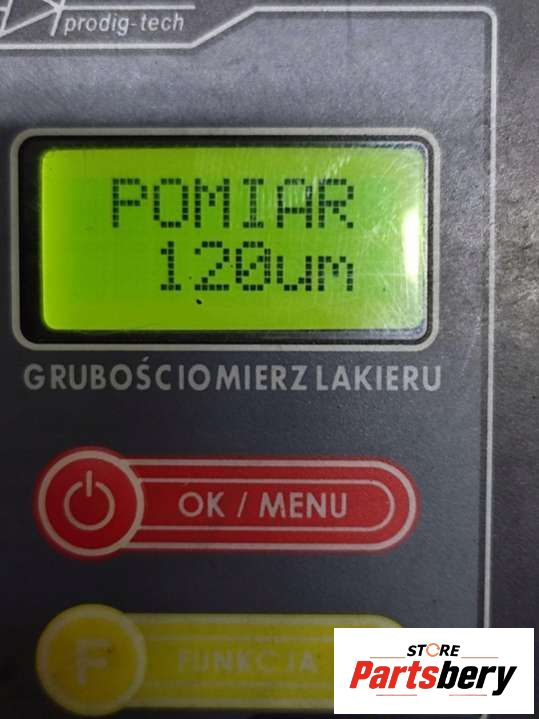 prodig-tech
POMIAR
120um
GRUBOŚCIOMIERZ LAKIERU
OK / MENU
F FUNKCJA
STORE
Partsbery